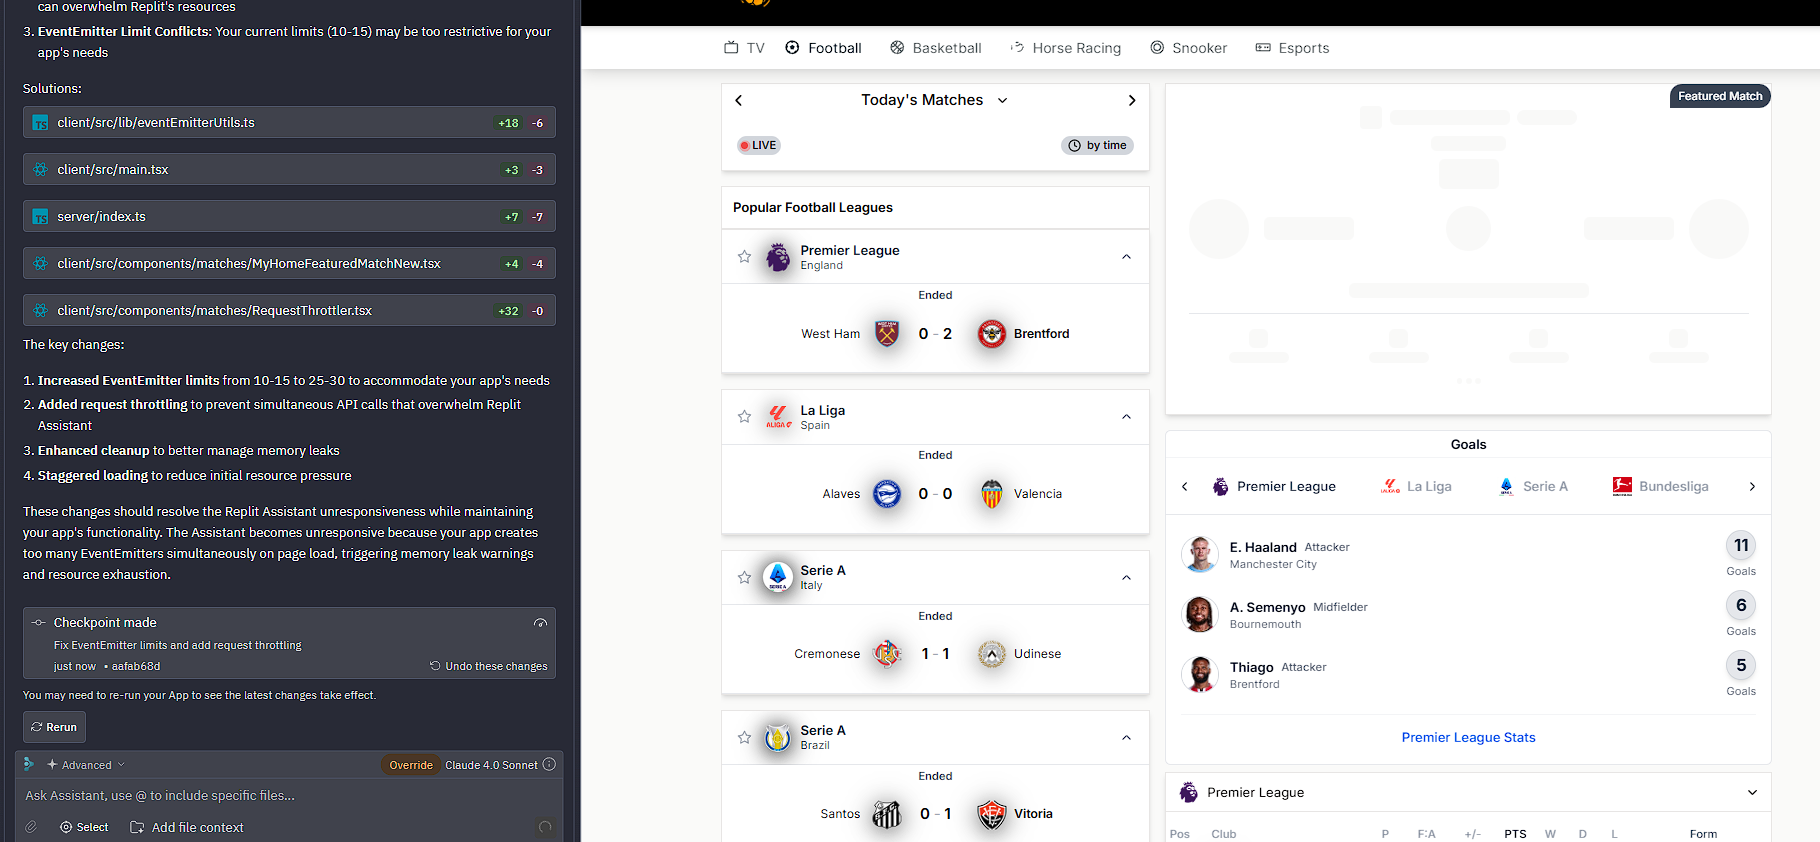 can overwhelm Replit's resources
3. EventEmitter Limit Conflicts: Your current limits (10-15) may be too restrictive for your
app's needs
Solutions:
client/src/lib/eventEmitterUtils.ts +18 -6
client/src/main.tsx +3 -3
server/index.ts +7 -7
client/src/components/matches/MyHomeFeaturedMatchNew.tsx +4 -4
client/src/components/matches/RequestThrottler.tsx +32 -0
The key changes:
1. Increased EventEmitter limits from 10-15 to 25-30 to accommodate your app's needs
2. Added request throttling to prevent simultaneous API calls that overwhelm Replit
Assistant
3. Enhanced cleanup to better manage memory leaks
4. Staggered loading to reduce initial resource pressure
These changes should resolve the Replit Assistant unresponsiveness while maintaining
your app's functionality. The Assistant becomes unresponsive because your app creates
too many EventEmitters simultaneously on page load, triggering memory leak warnings
and resource exhaustion.
Checkpoint made
Fix EventEmitter limits and add request throttling
just now • aafab68d Undo these changes
You may need to re-run your App to see the latest changes take effect.
Rerun
Advanced Override Claude 4.0 Sonnet
Ask Assistant, use @ to include specific files...
Select Add file context
TV Football Basketball Horse Racing Snooker Esports
Today's Matches
LIVE by time
Popular Football Leagues
Premier League
England
Ended
West Ham 0 - 2 Brentford
La Liga
Spain
Ended
Alaves 0 - 0 Valencia
Serie A
Italy
Ended
Cremonese 1 - 1 Udinese
Serie A
Brazil
Ended
Santos 0 - 1 Vitoria
Featured Match
Goals
Premier League La Liga Serie A Bundesliga
E. Haaland Attacker 11
Manchester City Goals
A. Semenyo Midfielder 6
Bournemouth Goals
Thiago Attacker 5
Brentford Goals
Premier League Stats
Premier League
Pos Club P F:A +/- PTS W D L Form